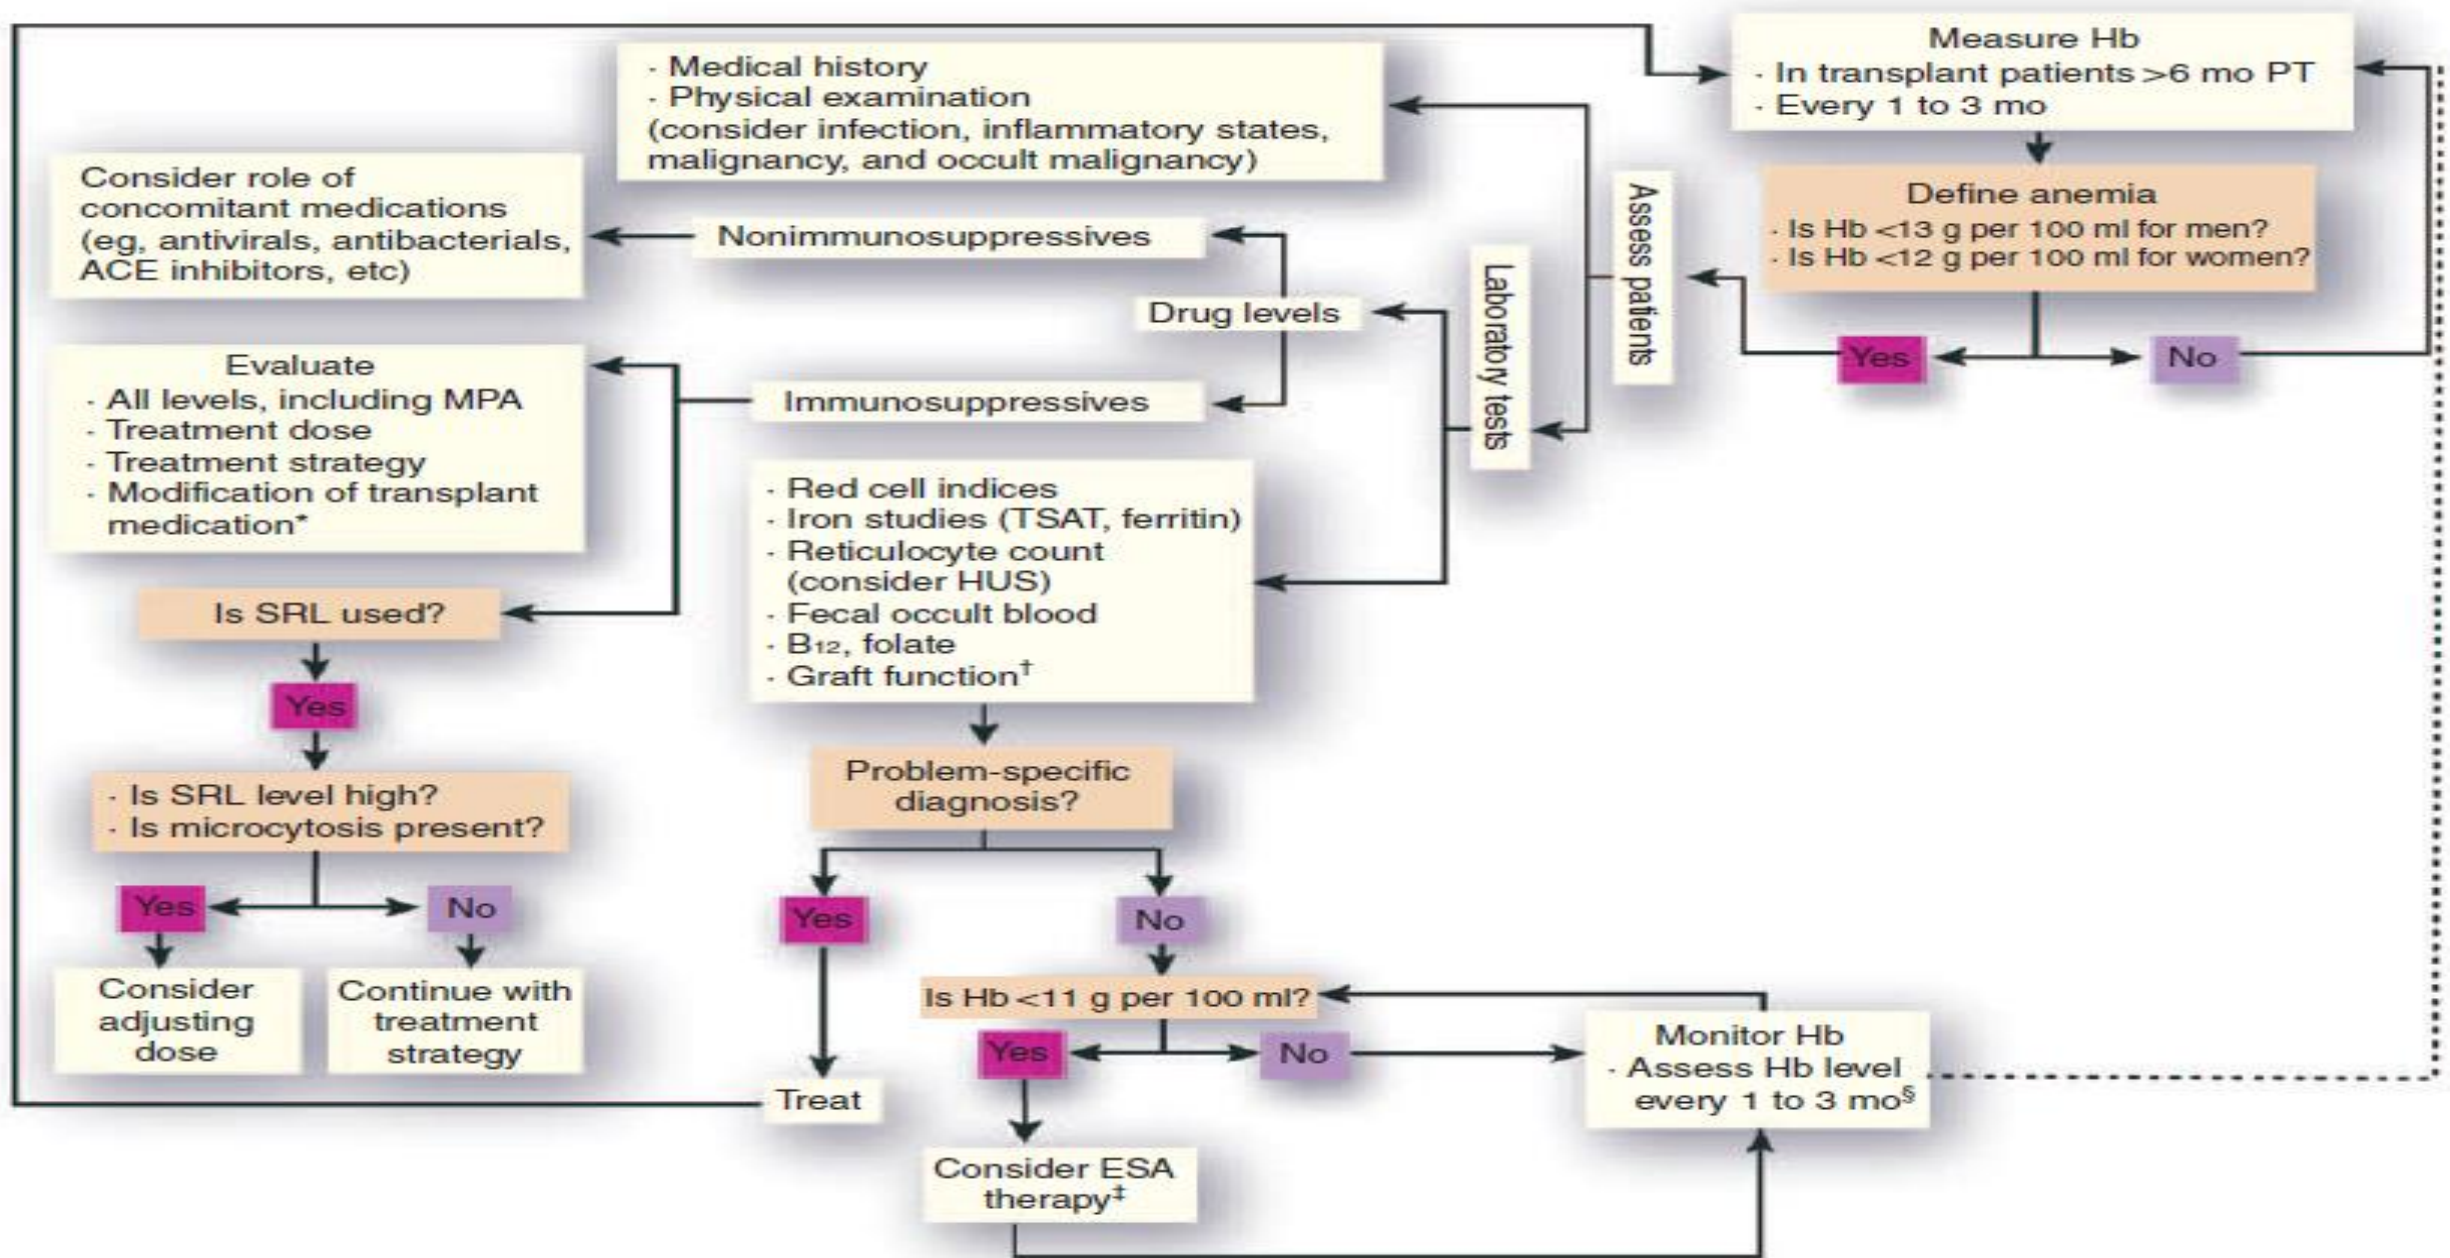 Measure Hb
· In transplant patients >6 mo PT
· Every 1 to 3 mo
Define anemia
· Is Hb <13 g per 100 ml for men?
· Is Hb <12 g per 100 ml for women?
Yes
No
Assess patients
· Medical history
· Physical examination
(consider infection, inflammatory states,
malignancy, and occult malignancy)
Laboratory tests
Drug levels
Nonimmunosuppressives
Consider role of
concomitant medications
(eg, antivirals, antibacterials,
ACE inhibitors, etc)
Immunosuppressives
Evaluate
· All levels, including MPA
· Treatment dose
· Treatment strategy
· Modification of transplant
medication*
Is SRL used?
Yes
· Is SRL level high?
· Is microcytosis present?
Yes
No
Consider
adjusting
dose
Continue with
treatment
strategy
· Red cell indices
· Iron studies (TSAT, ferritin)
· Reticulocyte count
(consider HUS)
· Fecal occult blood
· B12, folate
· Graft function†
Problem-specific
diagnosis?
Yes
No
Treat
Is Hb <11 g per 100 ml?
Yes
No
Consider ESA
therapy‡
Monitor Hb
· Assess Hb level
every 1 to 3 mo§